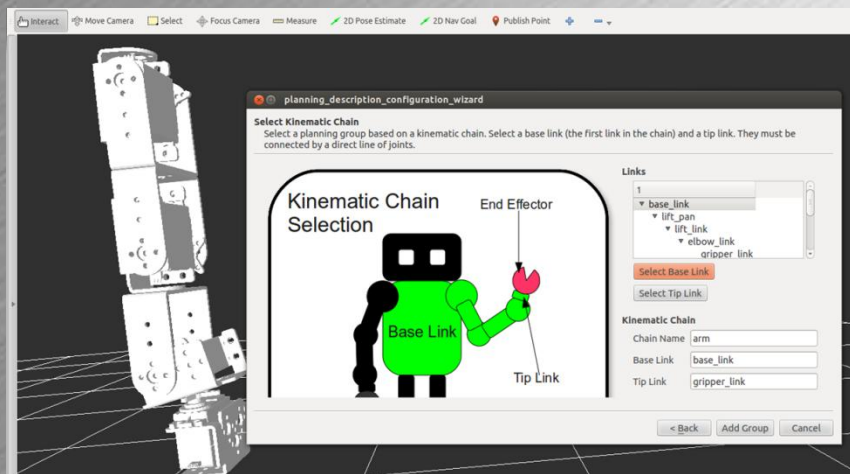 Interact Move Camera Select Focus Camera Measure 2D Pose Estimate 2D Nav Goal Publish Point
planning_description_configuration_wizard
Select Kinematic Chain
Select a planning group based on a kinematic chain. Select a base link (the first link in the chain) and a tip link. They must be
connected by a direct line of joints.
Kinematic Chain
Selection
End Effector
Base Link
Tip Link
Links
1
base_link
lift_pan
lift_link
elbow_link
gripper_link
Select Base Link
Select Tip Link
Kinematic Chain
Chain Name arm
Base Link base_link
Tip Link gripper_link
< Back Add Group Cancel